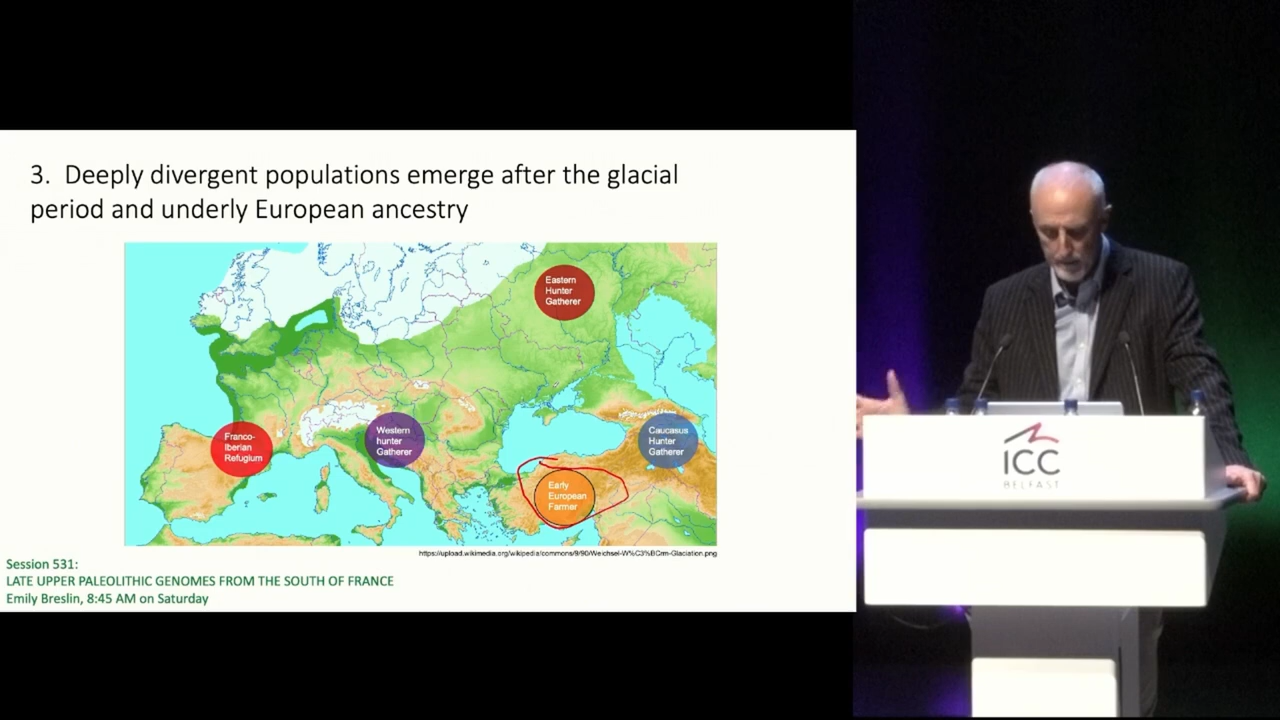 3. Deeply divergent populations emerge after the glacial
period and underly European ancestry
Eastern
Hunter
Gatherer
Franco-
Iberian
Refugium
Western
hunter
Gatherer
Caucasus
Hunter
Gatherer
Early
European
Farmer
https://upload.wikimedia.org/wikipedia/commons/9/90/Weichsel-W%C3%BCrm-Glaciation.png
Session 531:
LATE UPPER PALEOLITHIC GENOMES FROM THE SOUTH OF FRANCE
Emily Breslin, 8:45 AM on Saturday
ICC
BELFAST